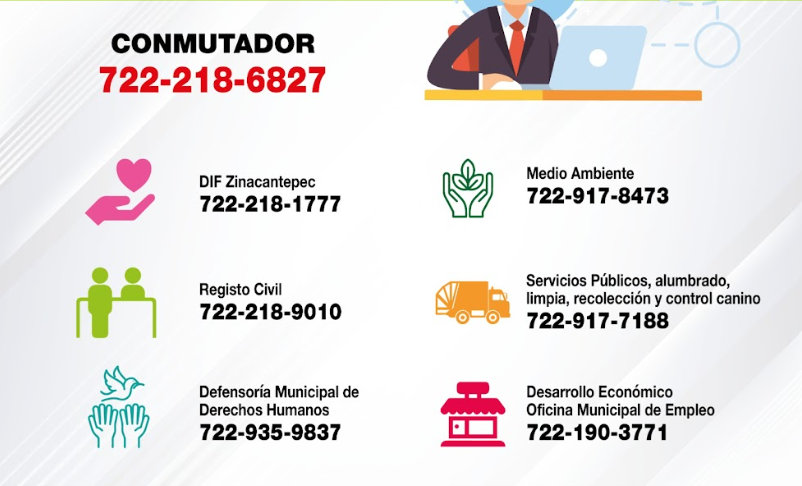 CONMUTADOR
722-218-6827
DIF Zinacantepec
722-218-1777
Medio Ambiente
722-917-8473
Registo Civil
722-218-9010
Servicios Públicos, alumbrado,
limpia, recolección y control canino
722-917-7188
Defensoría Municipal de
Derechos Humanos
722-935-9837
Desarrollo Económico
Oficina Municipal de Empleo
722-190-3771